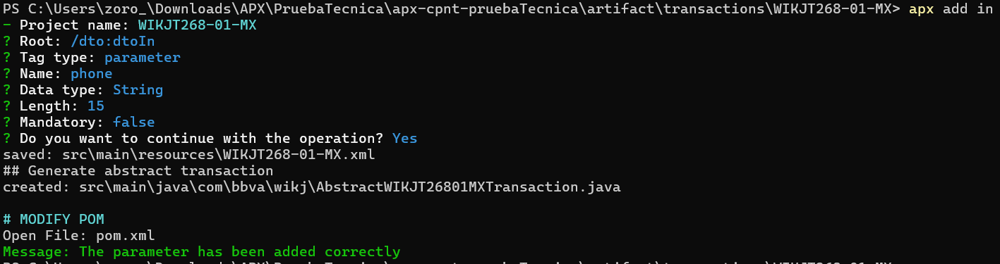 PS C:\Users\zoro_\Downloads\APX\PruebaTecnica\apx-cpnt-pruebaTecnica\artifact\transactions\WIKJT268-01-MX> apx add in
- Project name: WIKJT268-01-MX
? Root: /dto:dtoIn
? Tag type: parameter
? Name: phone
? Data type: String
? Length: 15
? Mandatory: false
? Do you want to continue with the operation? Yes
saved: src\main\resources\WIKJT268-01-MX.xml
## Generate abstract transaction
created: src\main\java\com\bbva\wikj\AbstractWIKJT26801MXTransaction.java
# MODIFY POM
Open File: pom.xml
Message: The parameter has been added correctly